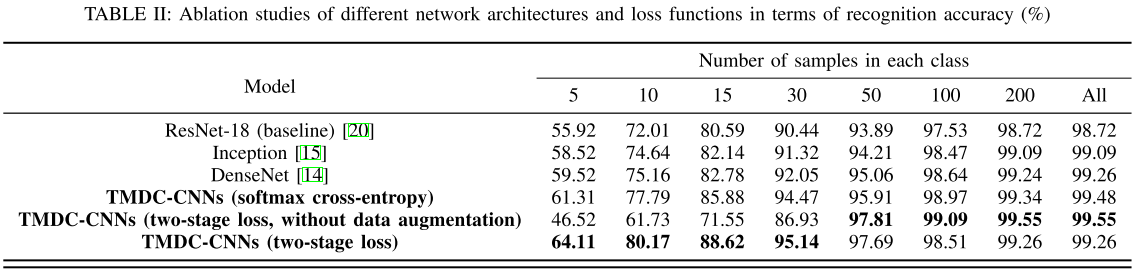 TABLE II: Ablation studies of different network architectures and loss functions in terms of recognition accuracy (%)
Model Number of samples in each class
5 10 15 30 50 100 200 All
ResNet-18 (baseline) [20] 55.92 72.01 80.59 90.44 93.89 97.53 98.72 98.72
Inception [15] 58.52 74.64 82.14 91.32 94.21 98.47 99.09 99.09
DenseNet [14] 59.52 75.16 82.78 92.05 95.06 98.64 99.24 99.26
TMDC-CNNs (softmax cross-entropy) 61.31 77.79 85.88 94.47 95.91 98.97 99.34 99.48
TMDC-CNNs (two-stage loss, without data augmentation) 46.52 61.73 71.55 86.93 97.81 99.09 99.55 99.55
TMDC-CNNs (two-stage loss) 64.11 80.17 88.62 95.14 97.69 98.51 99.26 99.26